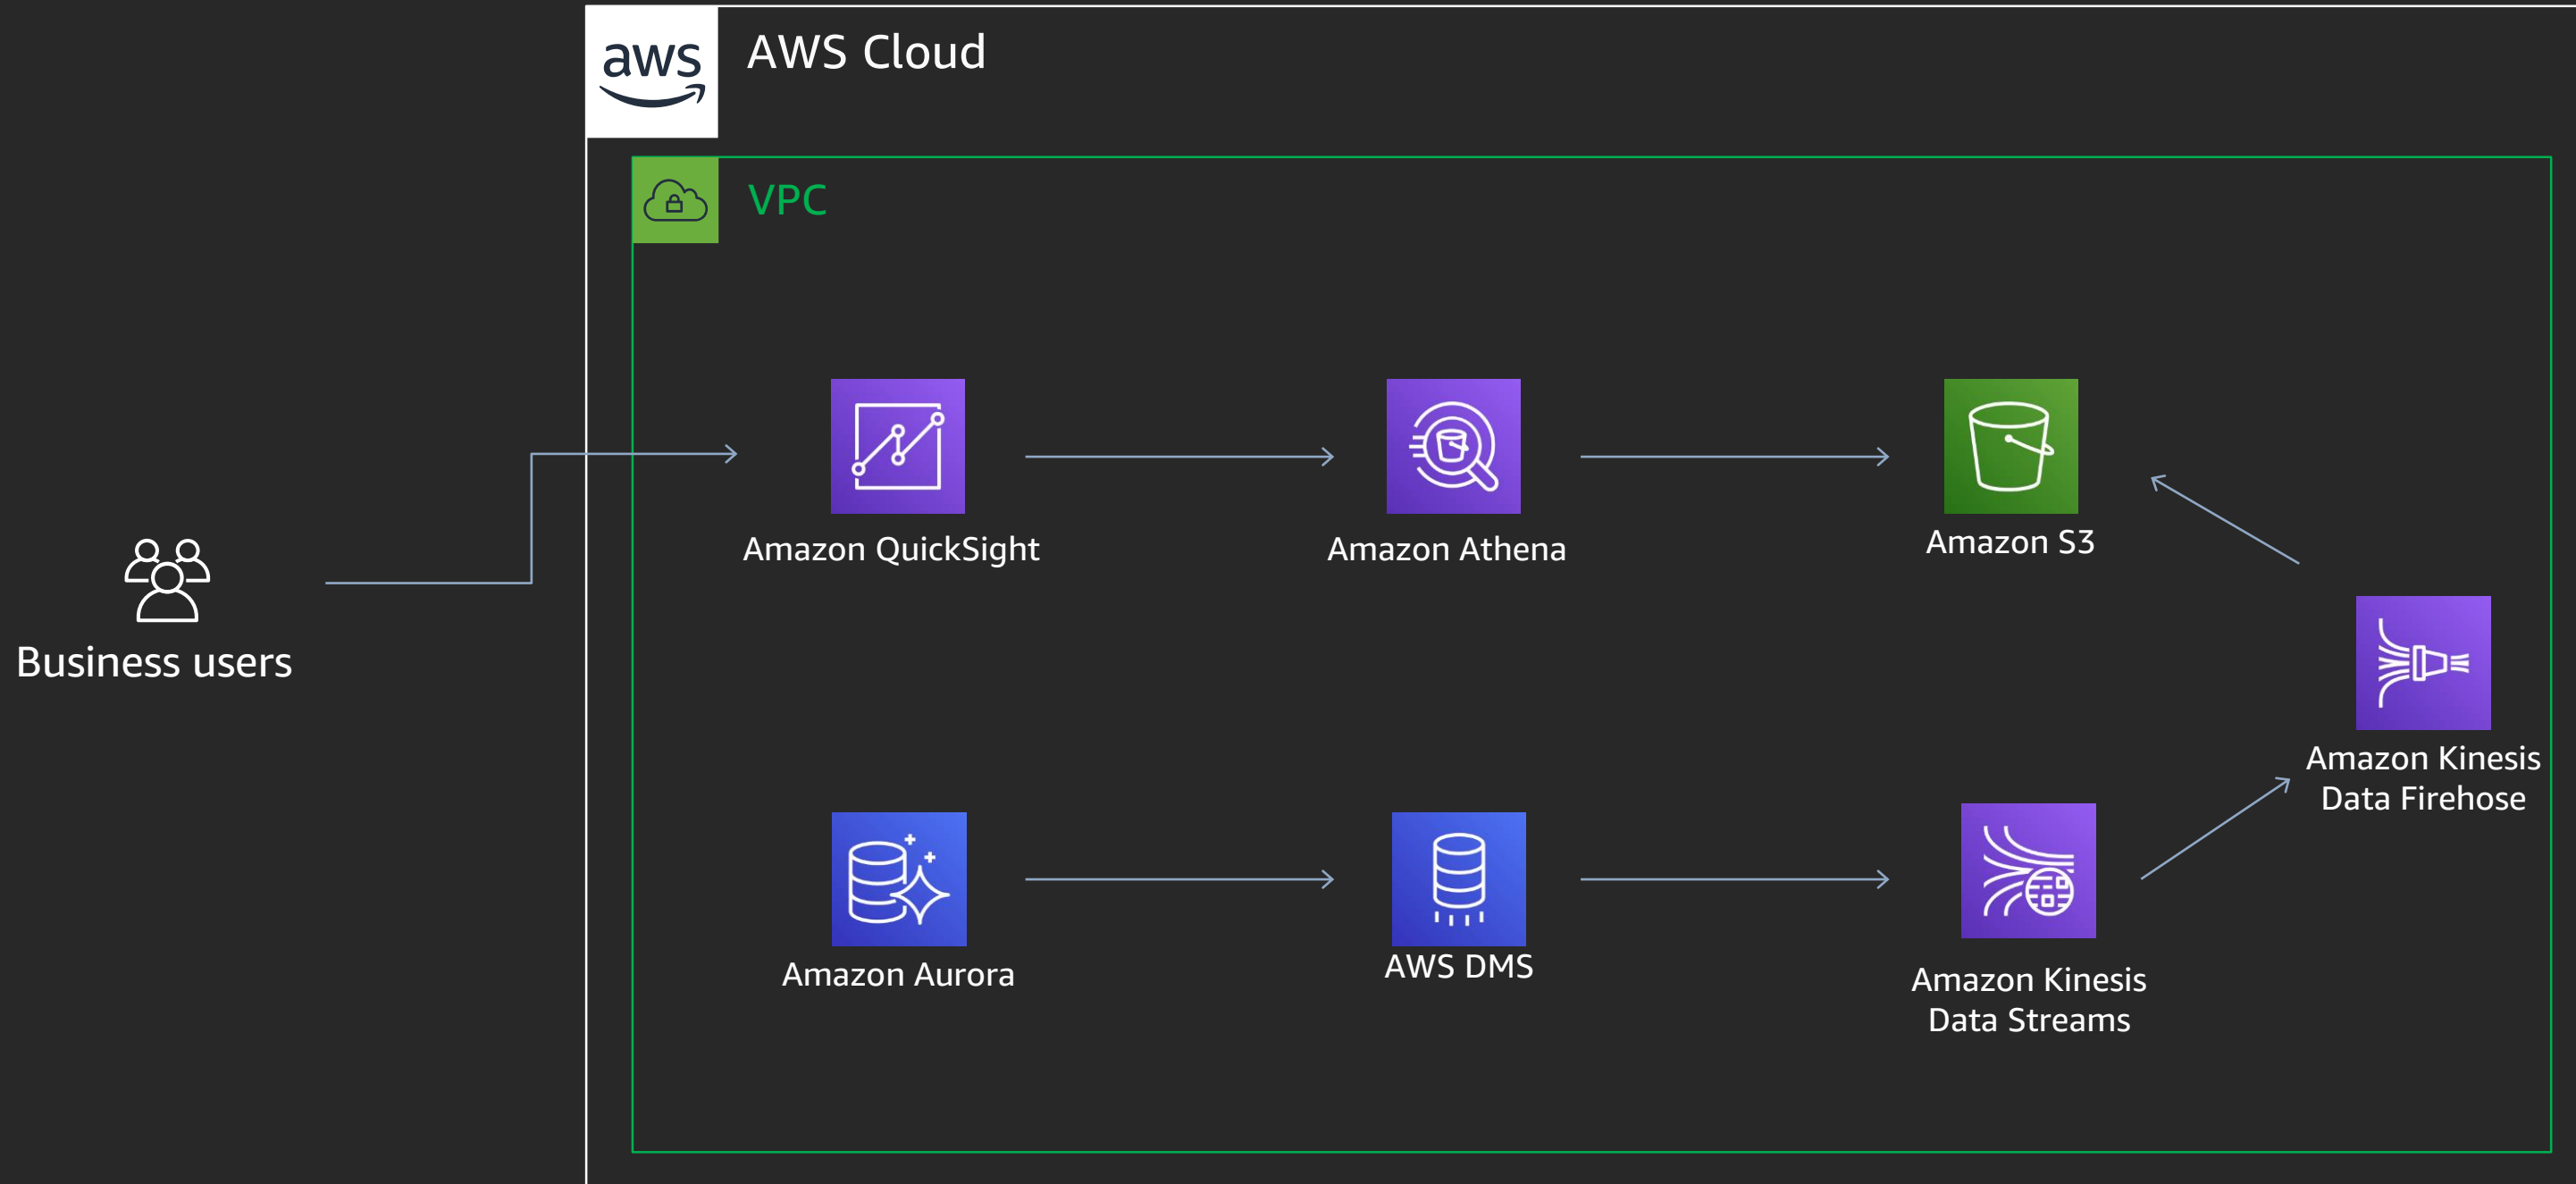 aws
AWS Cloud
VPC
Amazon QuickSight
Amazon Athena
Amazon S3
Business users
Amazon Kinesis
Data Firehose
Amazon Aurora
AWS DMS
Amazon Kinesis
Data Streams